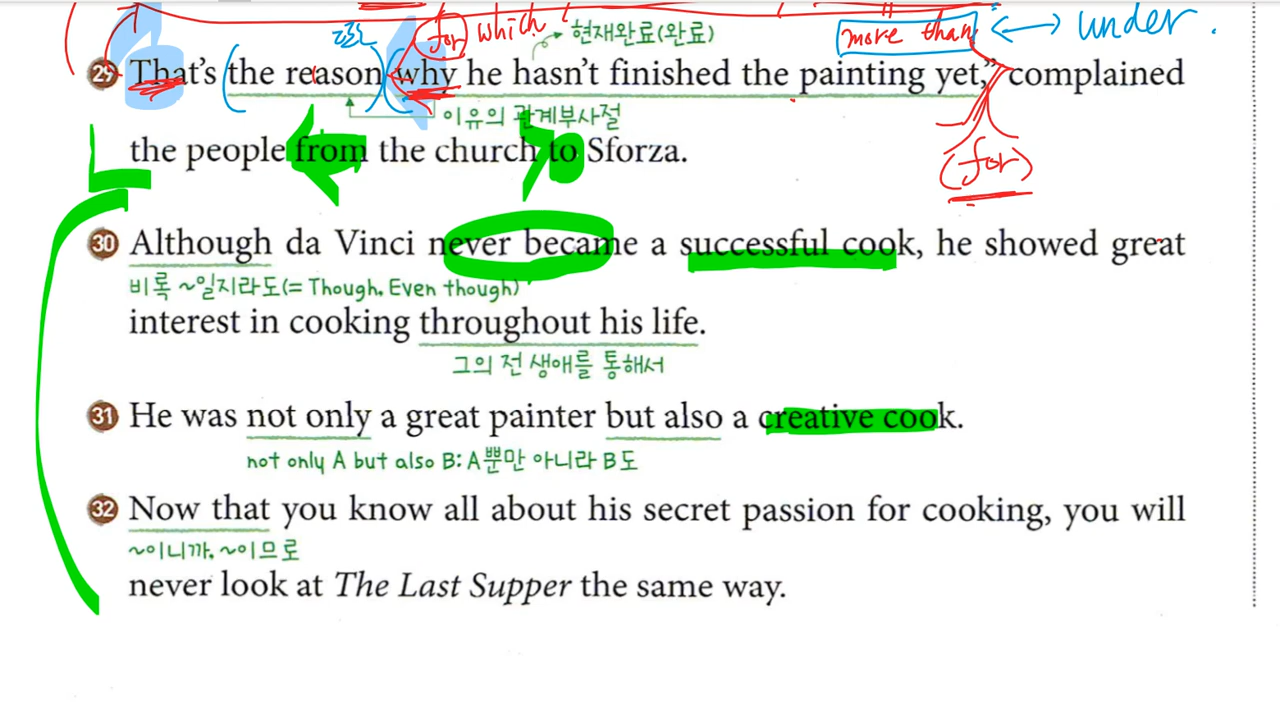 for which
현재완료(완료)
more than ↔ under.
29 That's the reason why he hasn't finished the painting yet," complained
이유의 관계부사절
the people from the church to Sforza.
(for)
30 Although da Vinci never became a successful cook, he showed great
비록 ~일지라도(= Though, Even though)
interest in cooking throughout his life.
그의 전 생애를 통해서
31 He was not only a great painter but also a creative cook.
not only A but also B: A뿐만 아니라 B도
32 Now that you know all about his secret passion for cooking, you will
~이니까, ~이므로
never look at The Last Supper the same way.